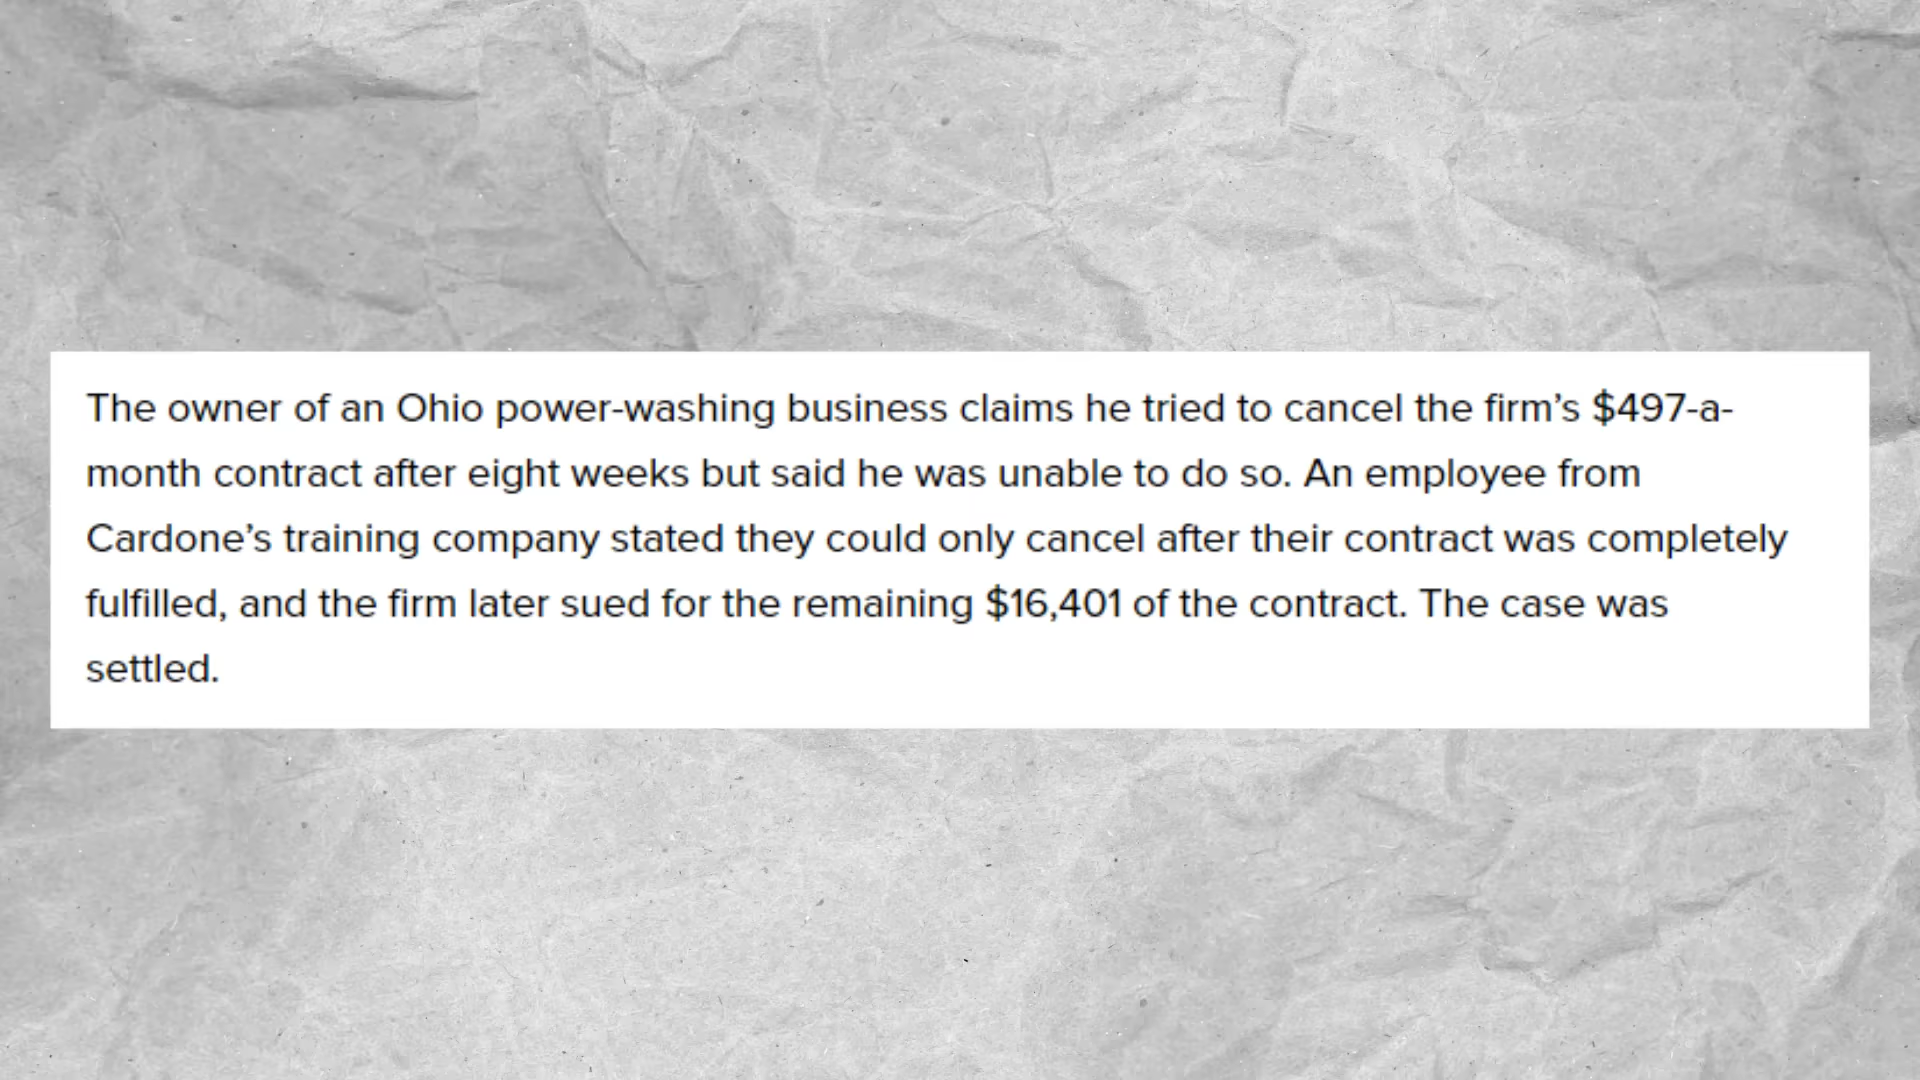 The owner of an Ohio power-washing business claims he tried to cancel the firm’s $497-a-
month contract after eight weeks but said he was unable to do so. An employee from
Cardone’s training company stated they could only cancel after their contract was completely
fulfilled, and the firm later sued for the remaining $16,401 of the contract. The case was
settled.